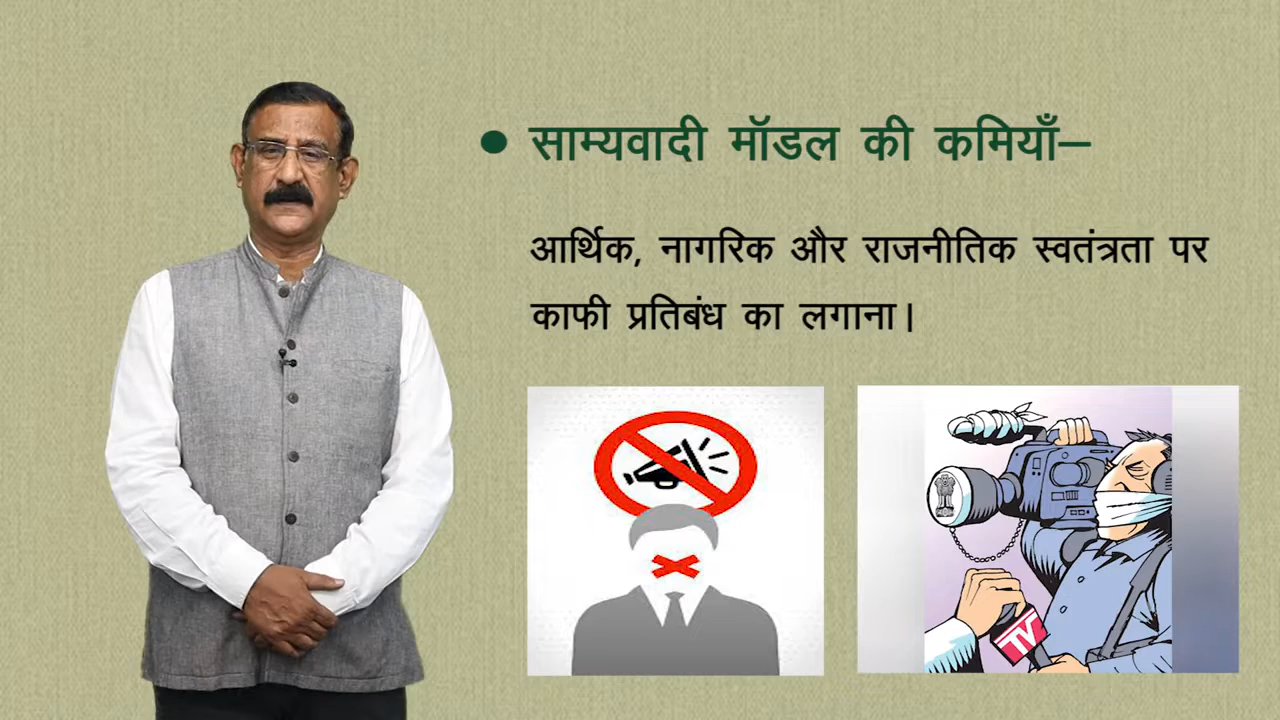 • साम्यवादी मॉडल की कमियाँ–
आर्थिक, नागरिक और राजनीतिक स्वतंत्रता पर
काफी प्रतिबंध का लगाना।
TV